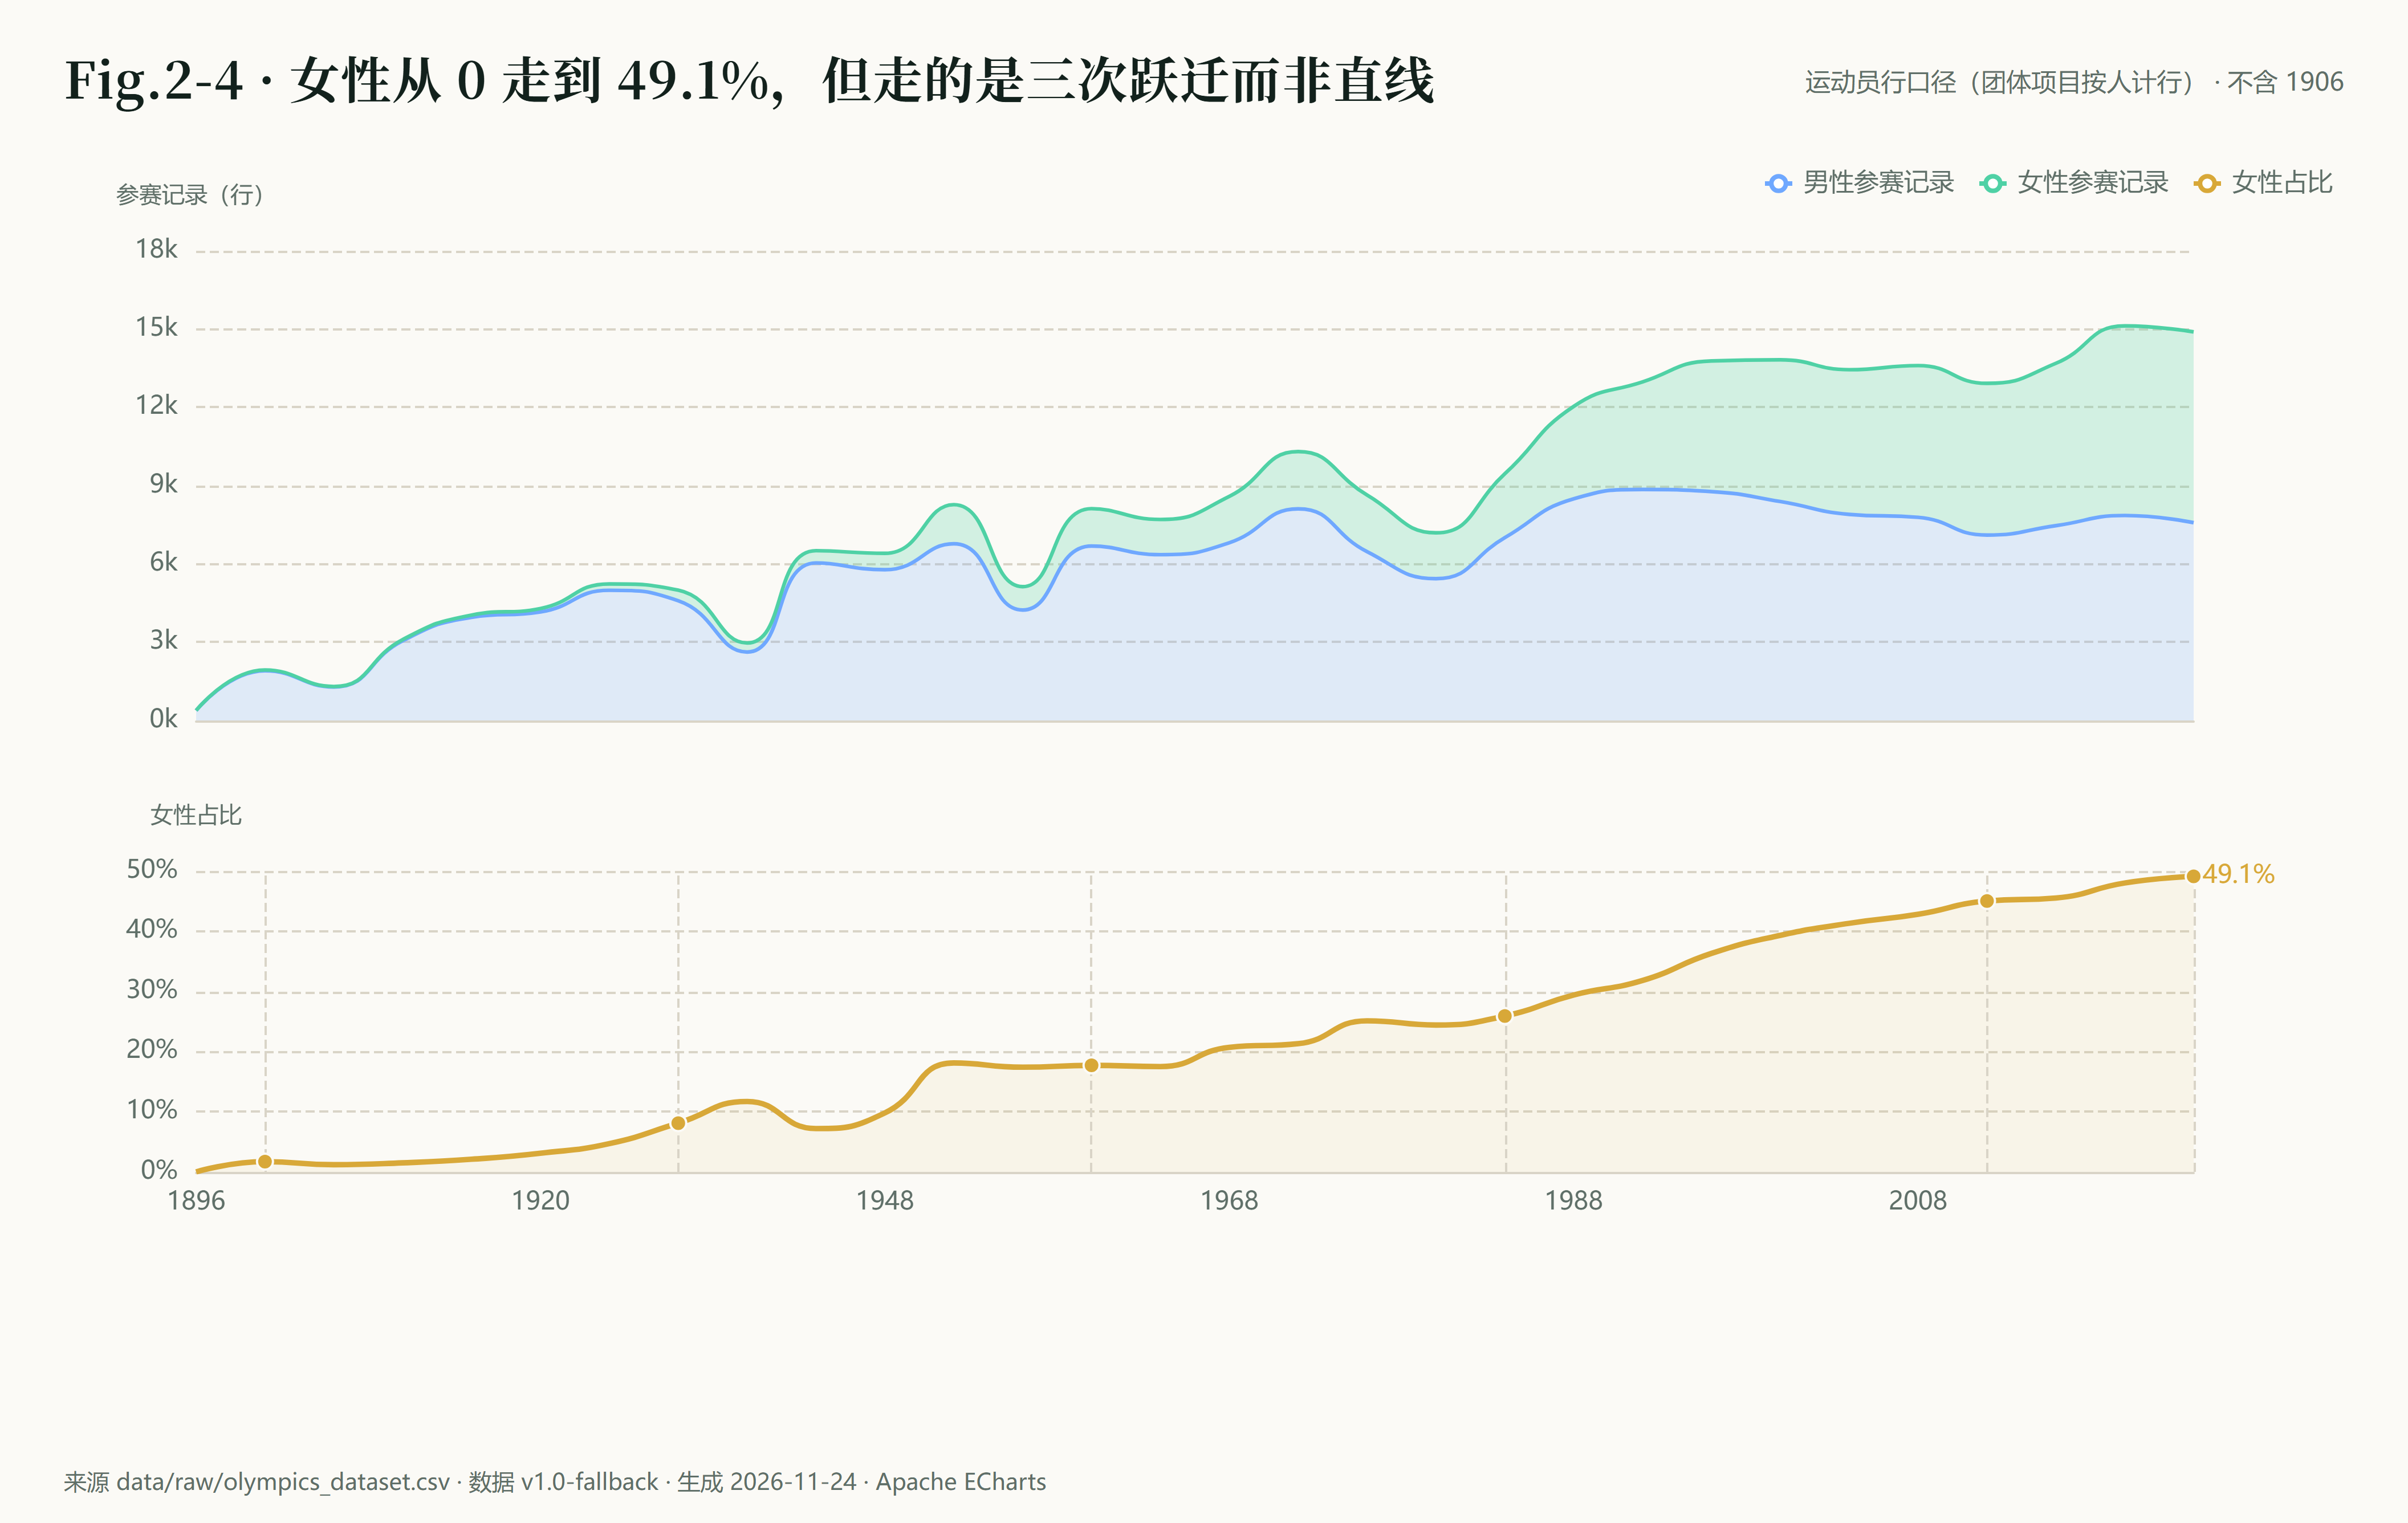 Fig.2-4 · 女性从 0 走到 49.1%，但走的是三次跃迁而非直线
运动员行口径（团体项目按人计行） · 不含 1906
男性参赛记录 女性参赛记录 女性占比
参赛记录（行）
18k
15k
12k
9k
6k
3k
0k
女性占比
50%
40%
30%
20%
10%
0%
49.1%
1896 1920 1948 1968 1988 2008
来源 data/raw/olympics_dataset.csv · 数据 v1.0-fallback · 生成 2026-11-24 · Apache ECharts